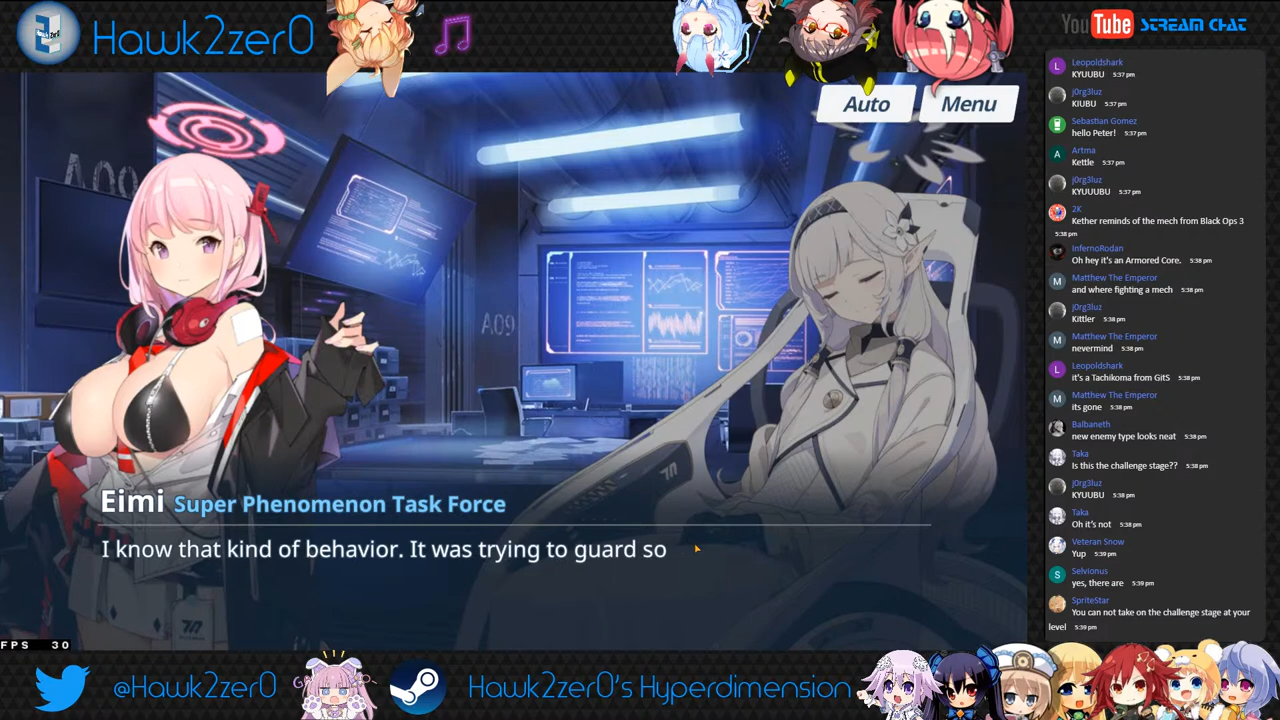 Hawk2zer0
YouTube STREAM CHAT
Auto
Menu
A09
A09
Eimi Super Phenomenon Task Force
I know that kind of behavior. It was trying to guard so
FPS 30
@Hawk2zer0
Hawk2zer0's Hyperdimension
L Leopoldshark
KYUUBU 5:37 pm
j0rg3luz
KIUBU 5:37 pm
Sebastian Gomez
hello Peter! 5:37 pm
A Artma
Kettle 5:37 pm
j0rg3luz
KYUUUBU 5:37 pm
2K
Kether reminds of the mech from Black Ops 3
5:38 pm
InfernoRodan
Oh hey it's an Armored Core. 5:38 pm
M Matthew The Emperor
and where fighting a mech 5:38 pm
j0rg3luz
Kittler 5:38 pm
M Matthew The Emperor
nevermind 5:38 pm
L Leopoldshark
it's a Tachikoma from GitS 5:38 pm
M Matthew The Emperor
its gone 5:38 pm
Balbaneth
new enemy type looks neat 5:38 pm
Taka
Is this the challenge stage?? 5:38 pm
j0rg3luz
KYUUBU 5:38 pm
Taka
Oh it's not 5:38 pm
Veteran Snow
Yup 5:39 pm
S Selvionus
yes, there are 5:39 pm
SpriteStar
You can not take on the challenge stage at your
level 5:39 pm